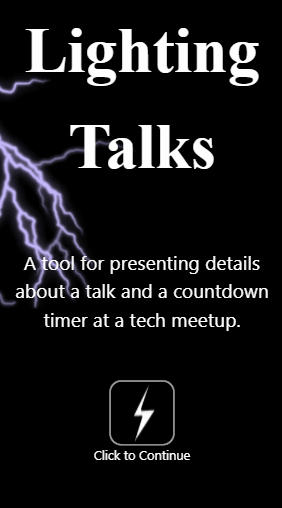 Lighting
Talks
A tool for presenting details
about a talk and a countdown
timer at a tech meetup.
Click to Continue